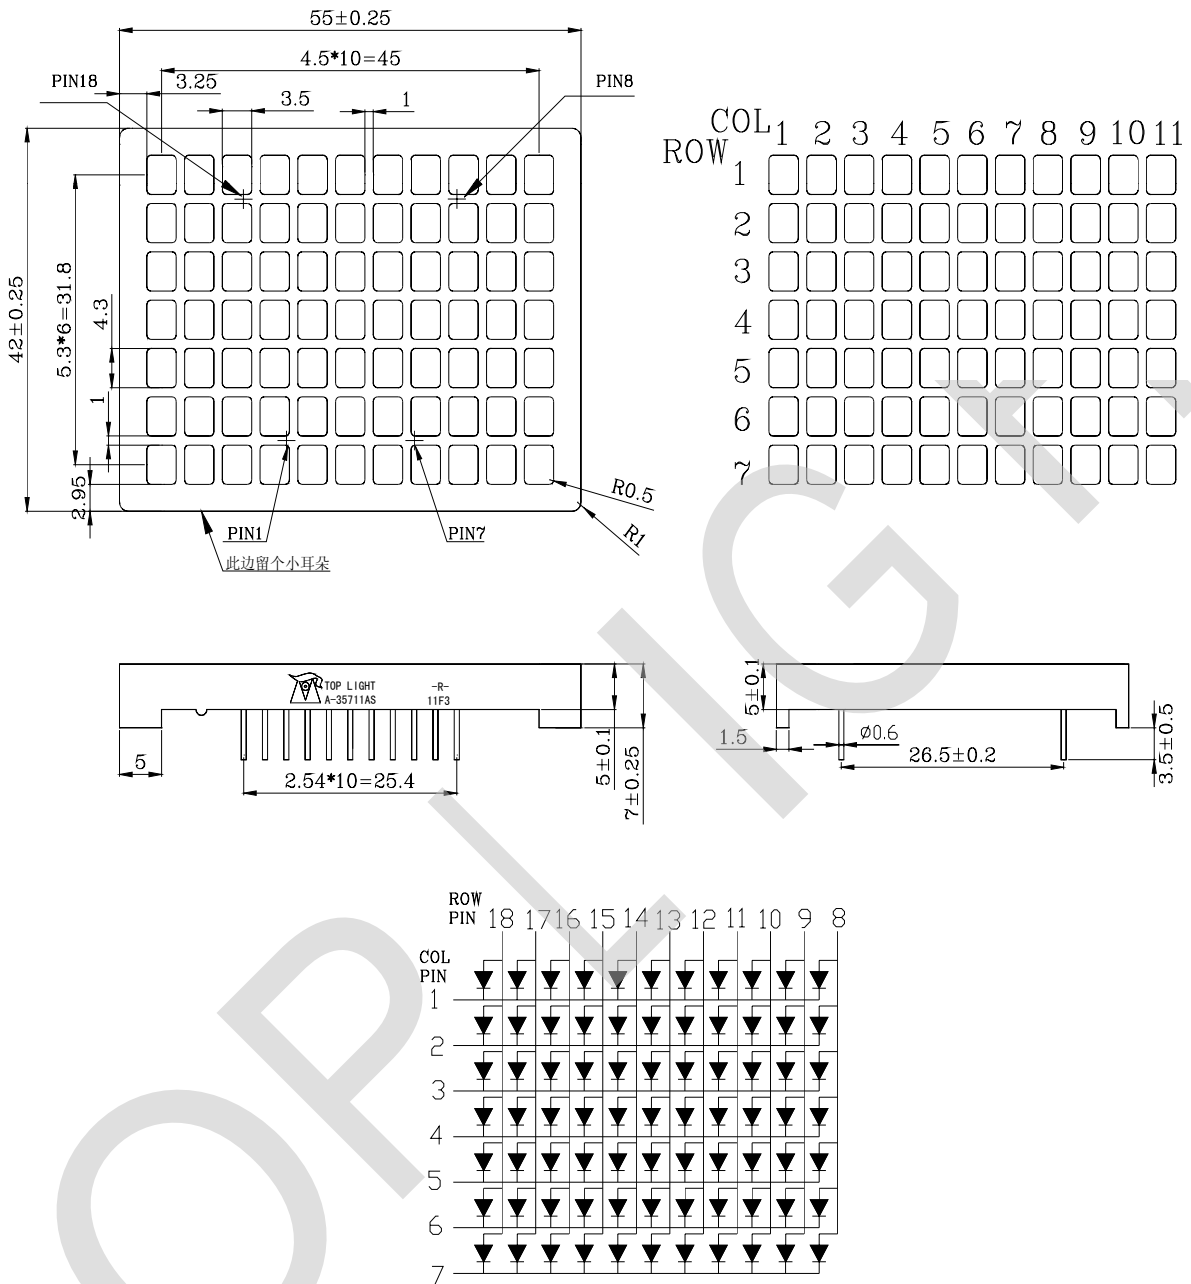 55±0.25
4.5*10=45
PIN18
3.25
3.5
1
PIN8
42±0.25
5.3*6=31.8
4.3
1
2.95
R0.5
R1
PIN1
PIN7
此边留个小耳朵
COL 1 2 3 4 5 6 7 8 9 10 11
ROW
1
2
3
4
5
6
7
TOP LIGHT
A-35711AS
-R-
11F3
5
2.54*10=25.4
5±0.1
7±0.25
5±0.1
1.5
Ø0.6
26.5±0.2
3.5±0.5
ROW
PIN 18 17 16 15 14 13 12 11 10 9 8
COL
PIN
1
2
3
4
5
6
7
OP LIGH